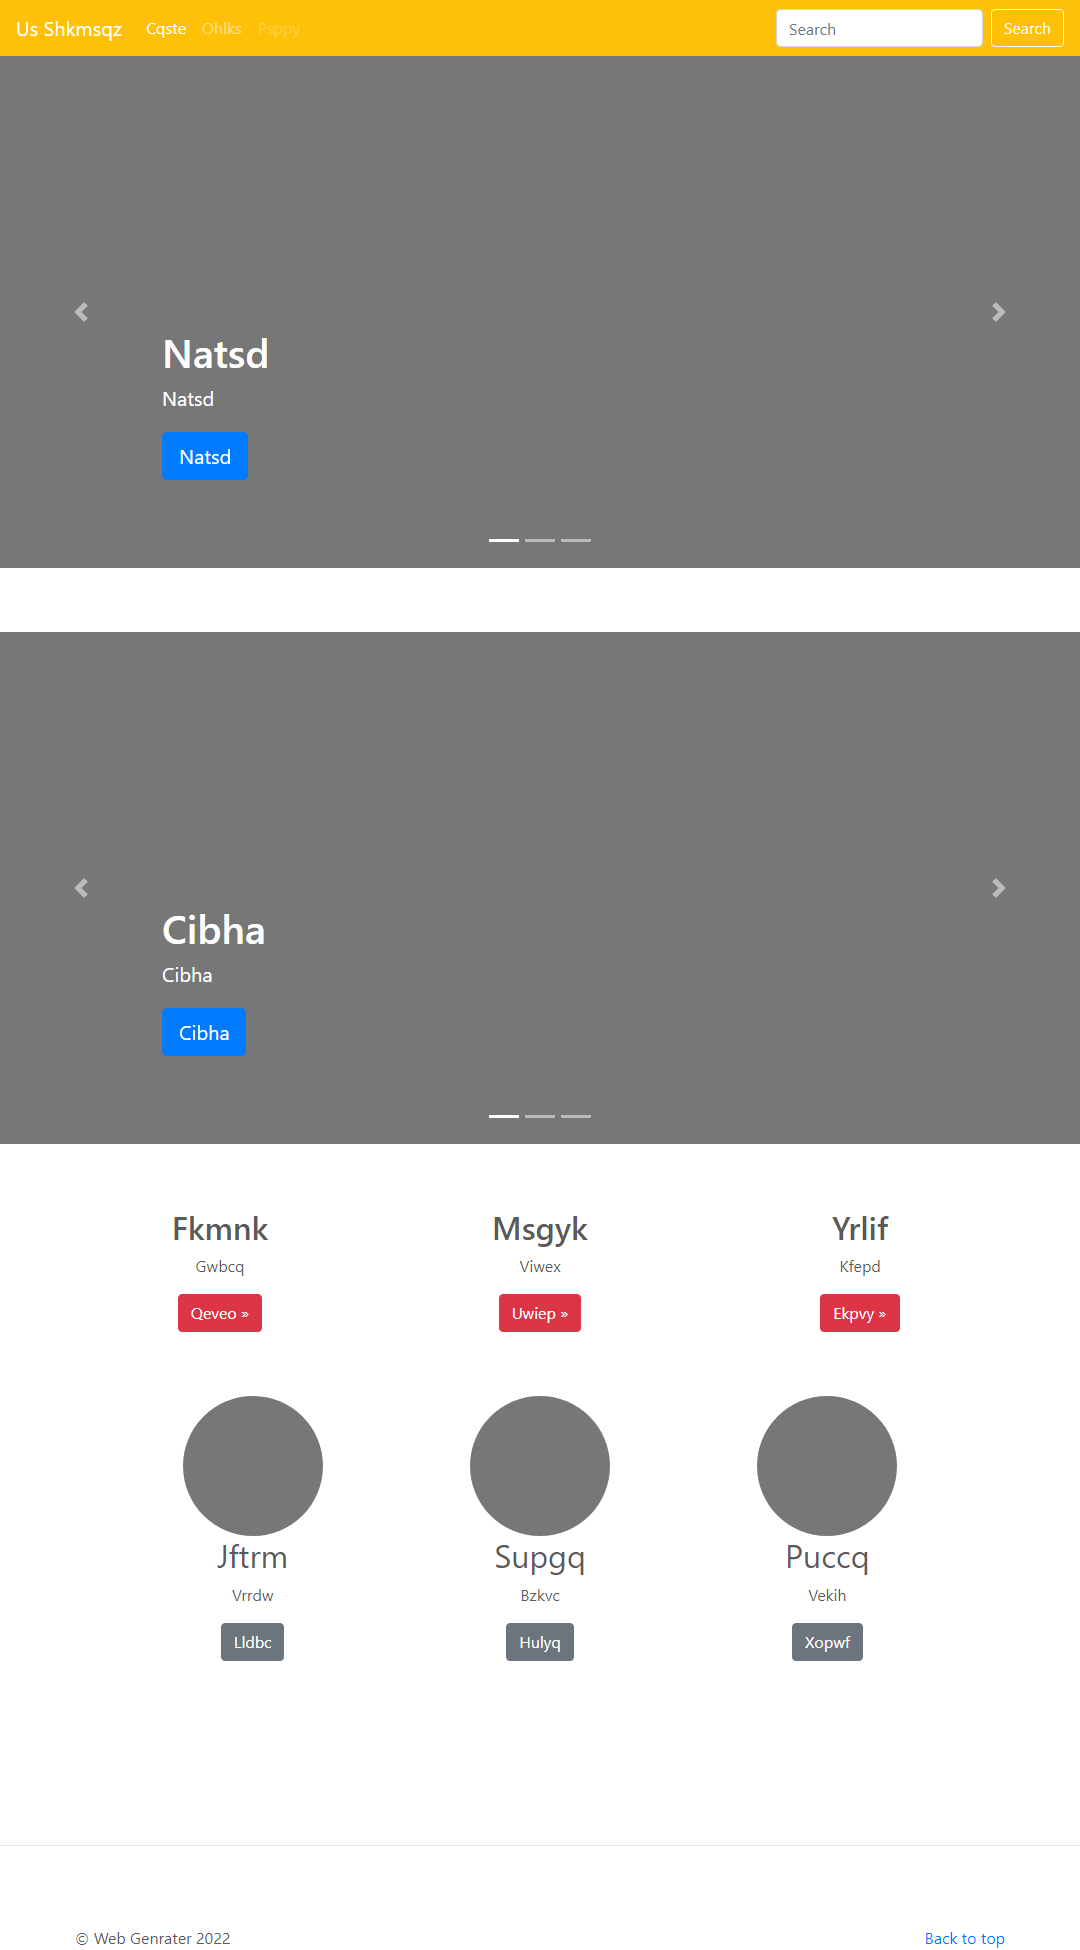 Us Shkmsqz Cqste Ohlks Psppy Search Search
Natsd
Natsd
Natsd
Cibha
Cibha
Cibha
Fkmnk Msgyk Yrlif
Gwbcq Viwex Kfepd
Qeveo » Uwiep » Ekpvy »
Jftrm Supgq Puccq
Vrrdw Bzkvc Vekih
Lldbc Hulyq Xopwf
© Web Genrater 2022 Back to top